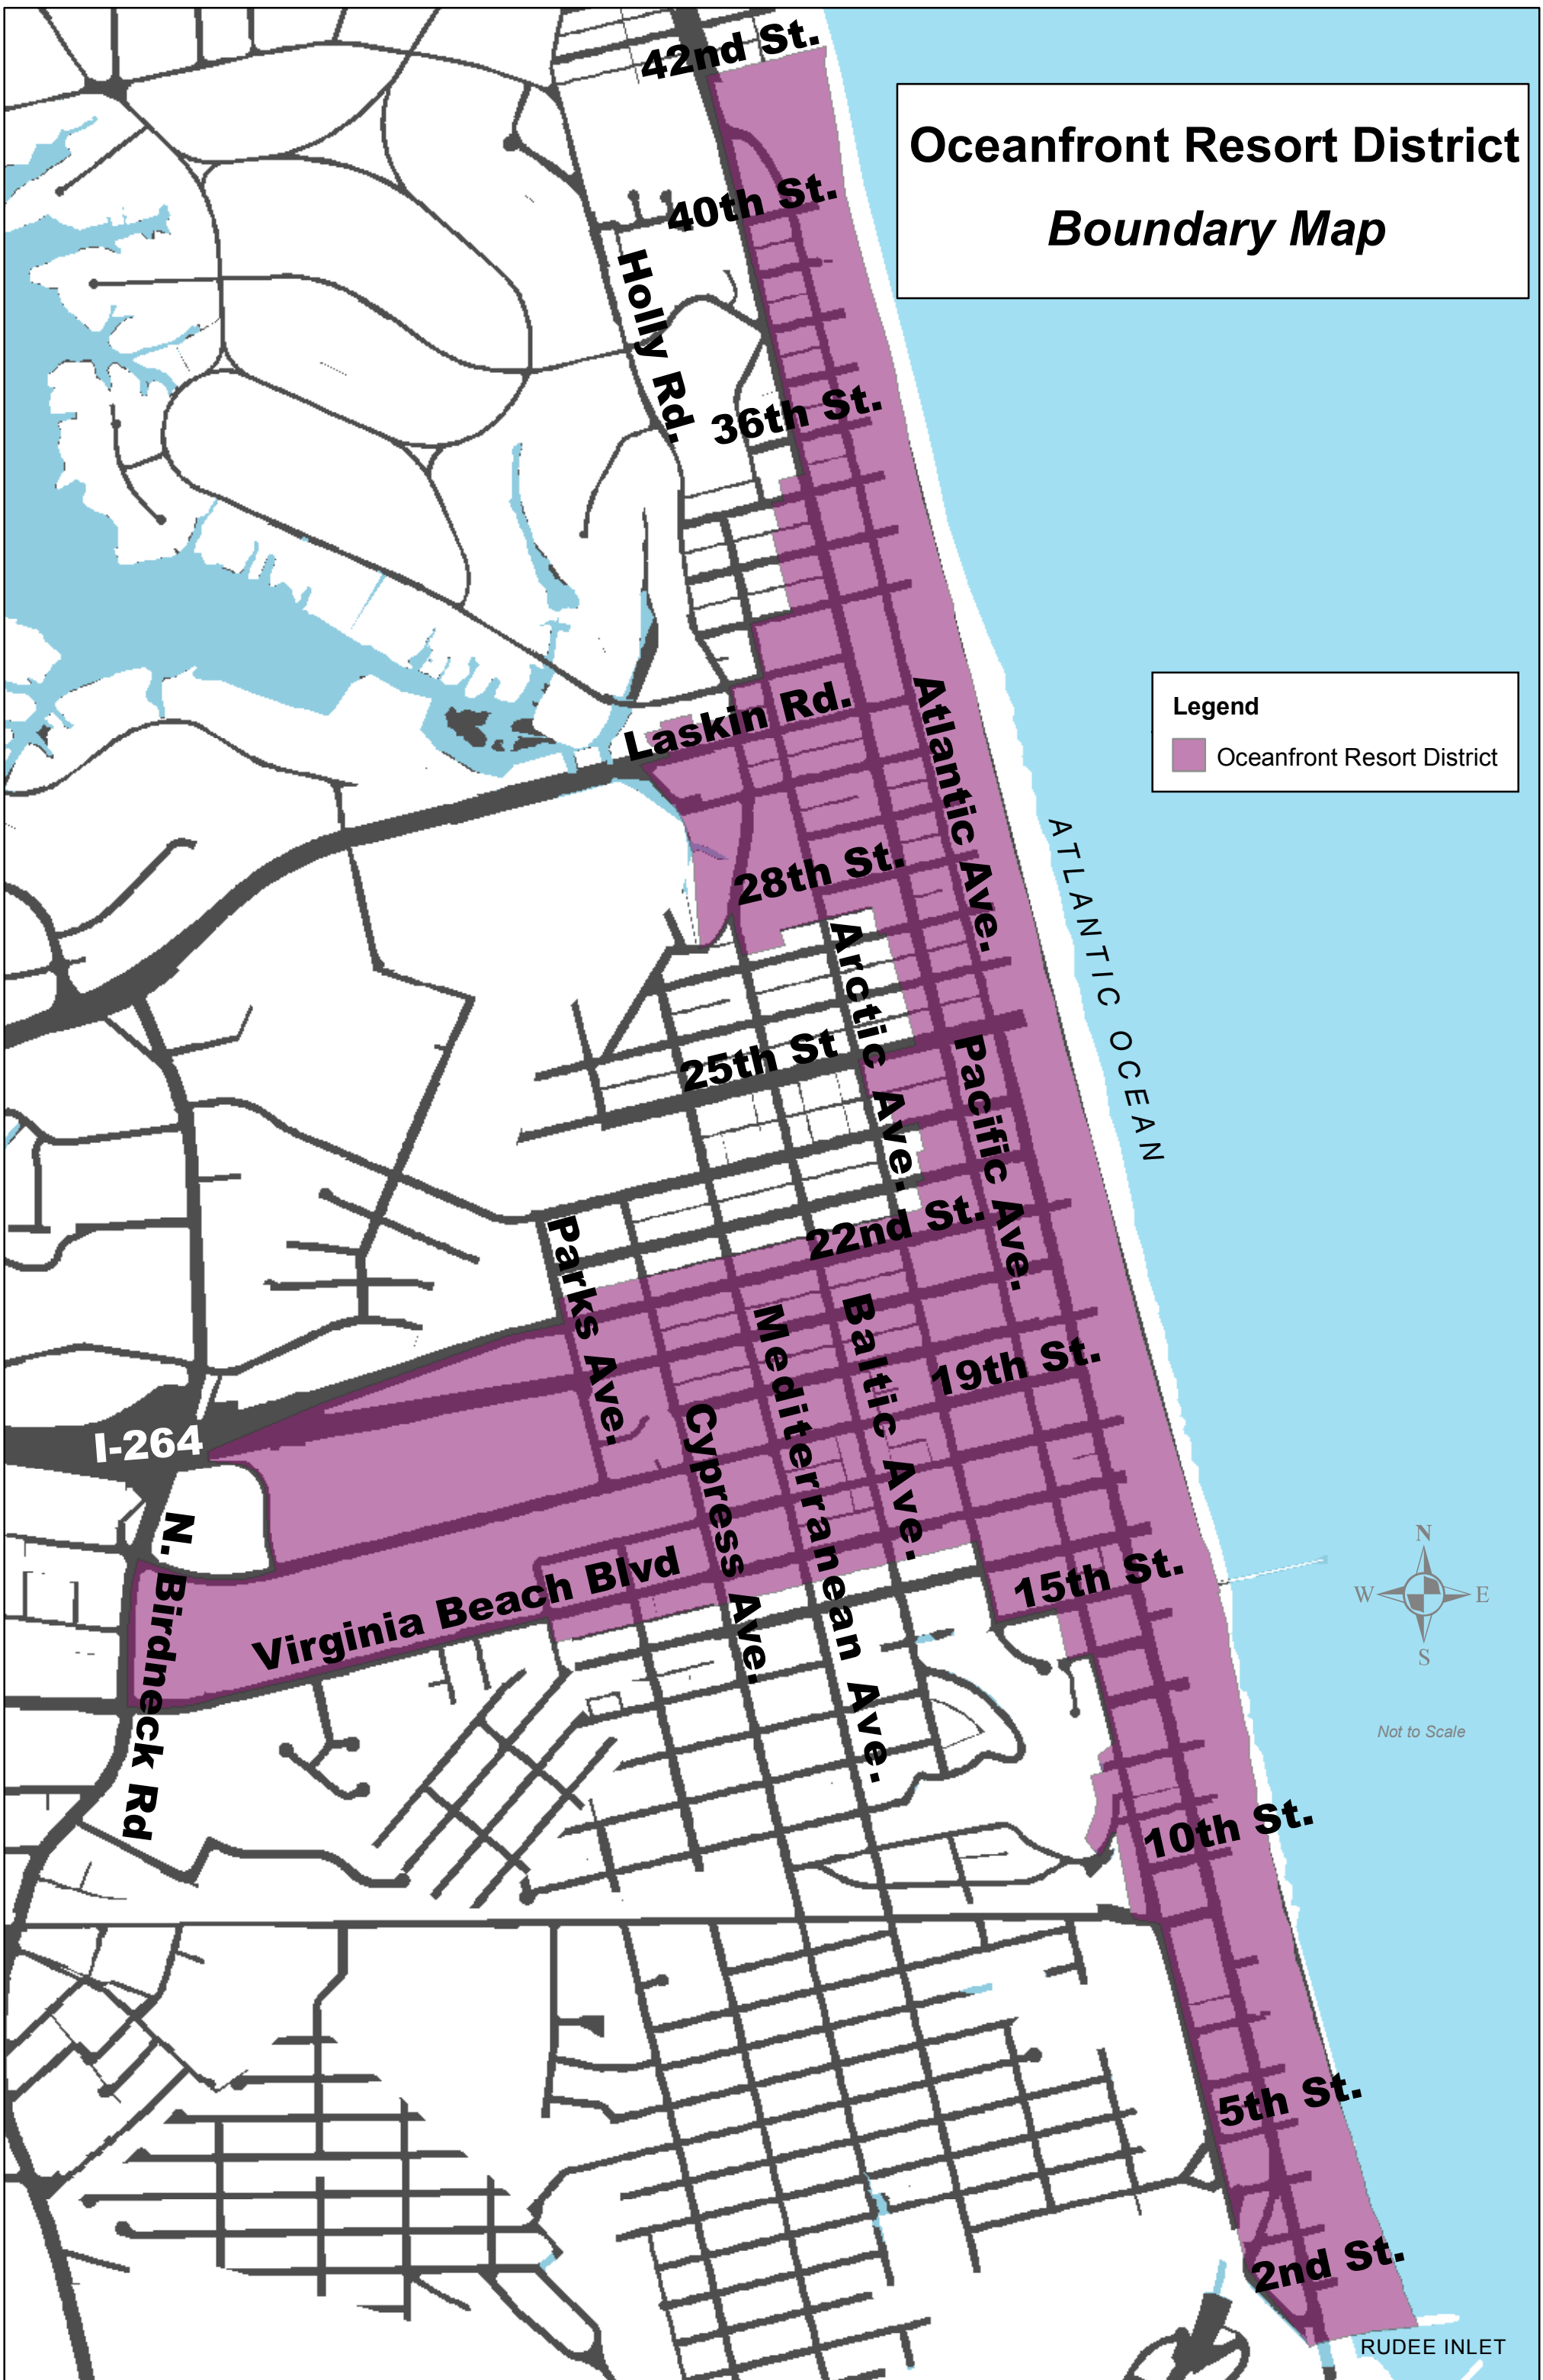 42nd St.
Oceanfront Resort District
Boundary Map
40th St.
Holly Rd.
36th St.
Laskin Rd.
Atlantic Ave.
Legend
Oceanfront Resort District
ATLANTIC OCEAN
28th St.
Arctic Ave.
25th St
Pacific Ave.
22nd St.
Parks Ave.
Mediterranean Ave.
Baltic Ave.
19th St.
Cypress Ave.
I-264
N. Birdneck Rd
Virginia Beach Blvd
15th St.
N
W
E
S
Not to Scale
10th St.
5th St.
2nd St.
RUDEE INLET